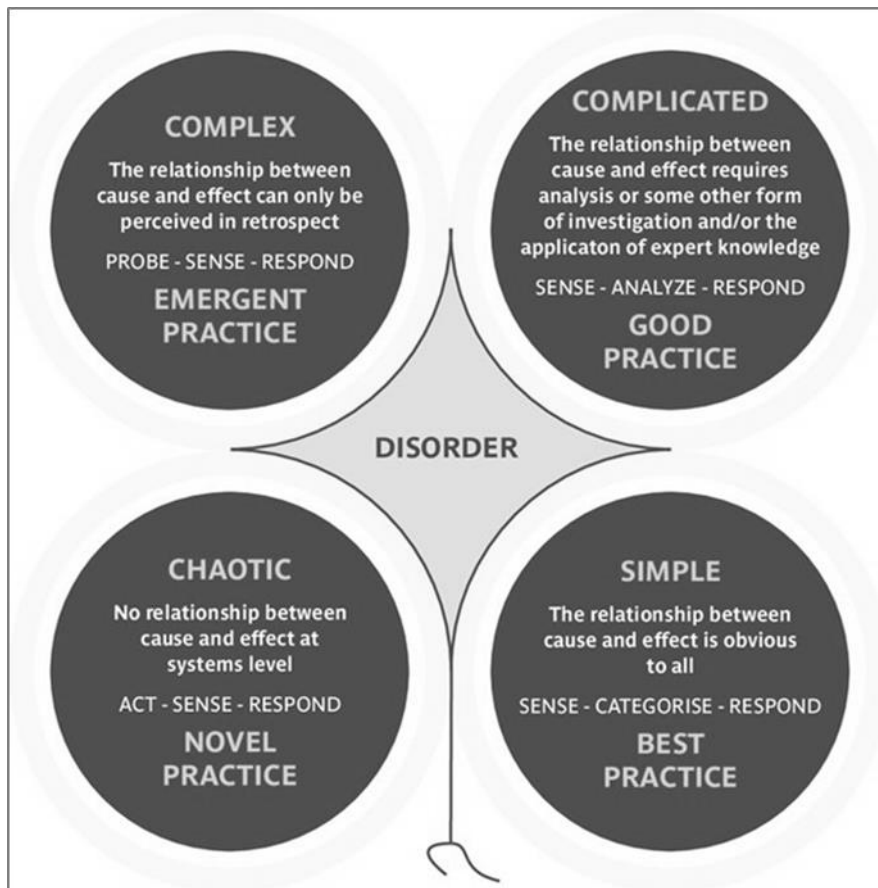 COMPLEX
The relationship between
cause and effect can only be
perceived in retrospect
PROBE - SENSE - RESPOND
EMERGENT
PRACTICE
COMPLICATED
The relationship between
cause and effect requires
analysis or some other form
of investigation and/or the
applicaton of expert knowledge
SENSE - ANALYZE - RESPOND
GOOD
PRACTICE
DISORDER
CHAOTIC
No relationship between
cause and effect at
systems level
ACT - SENSE - RESPOND
NOVEL
PRACTICE
SIMPLE
The relationship between
cause and effect is obvious
to all
SENSE - CATEGORISE - RESPOND
BEST
PRACTICE